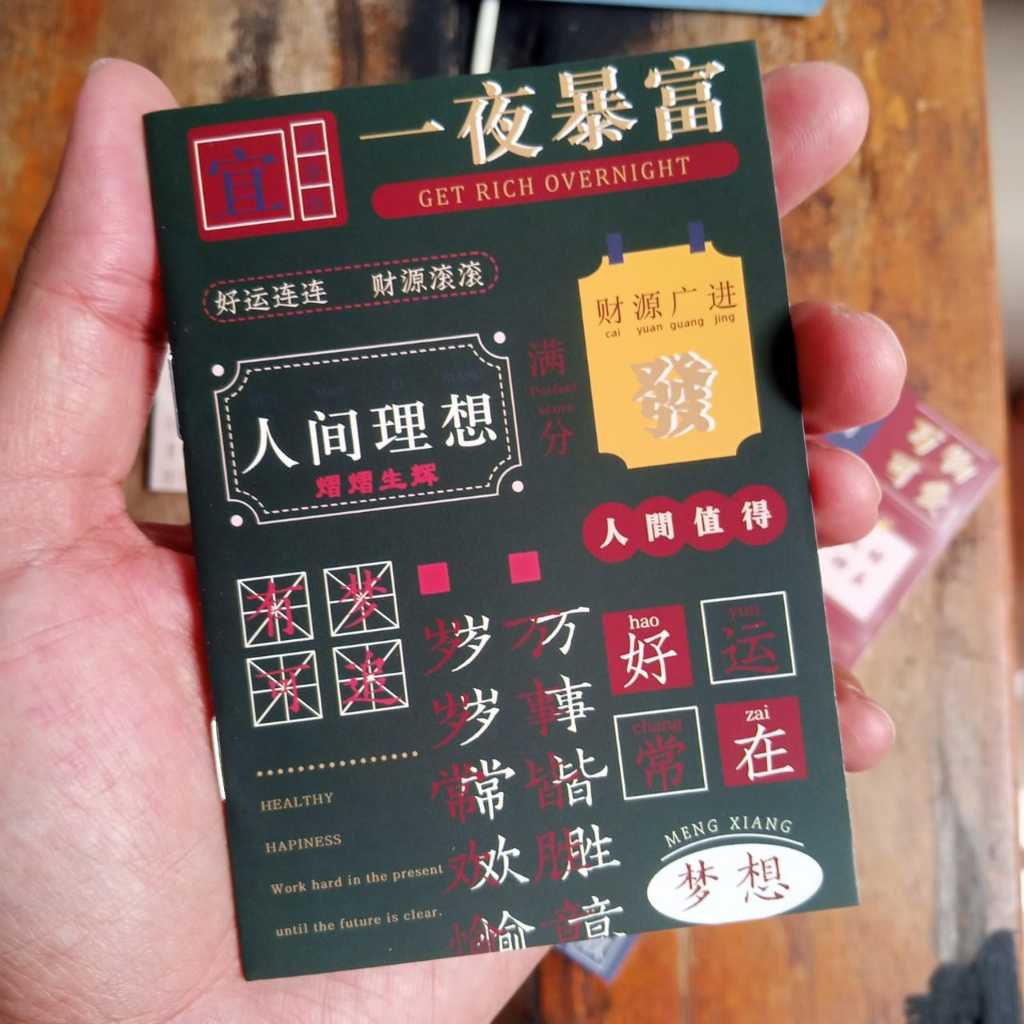 宜
一夜暴富
GET RICH OVERNIGHT
好运连连 财源滚滚
财源广进
cai yuan guang jing
發
满分
Perfect score
人间理想
熠熠生辉
人間值得
有梦
可追
岁岁常欢愉
万事皆胜意
hao
好
yun
运
chang
常
zai
在
HEALTHY
HAPINESS
Work hard in the present
until the future is clear.
MENG XIANG
梦想